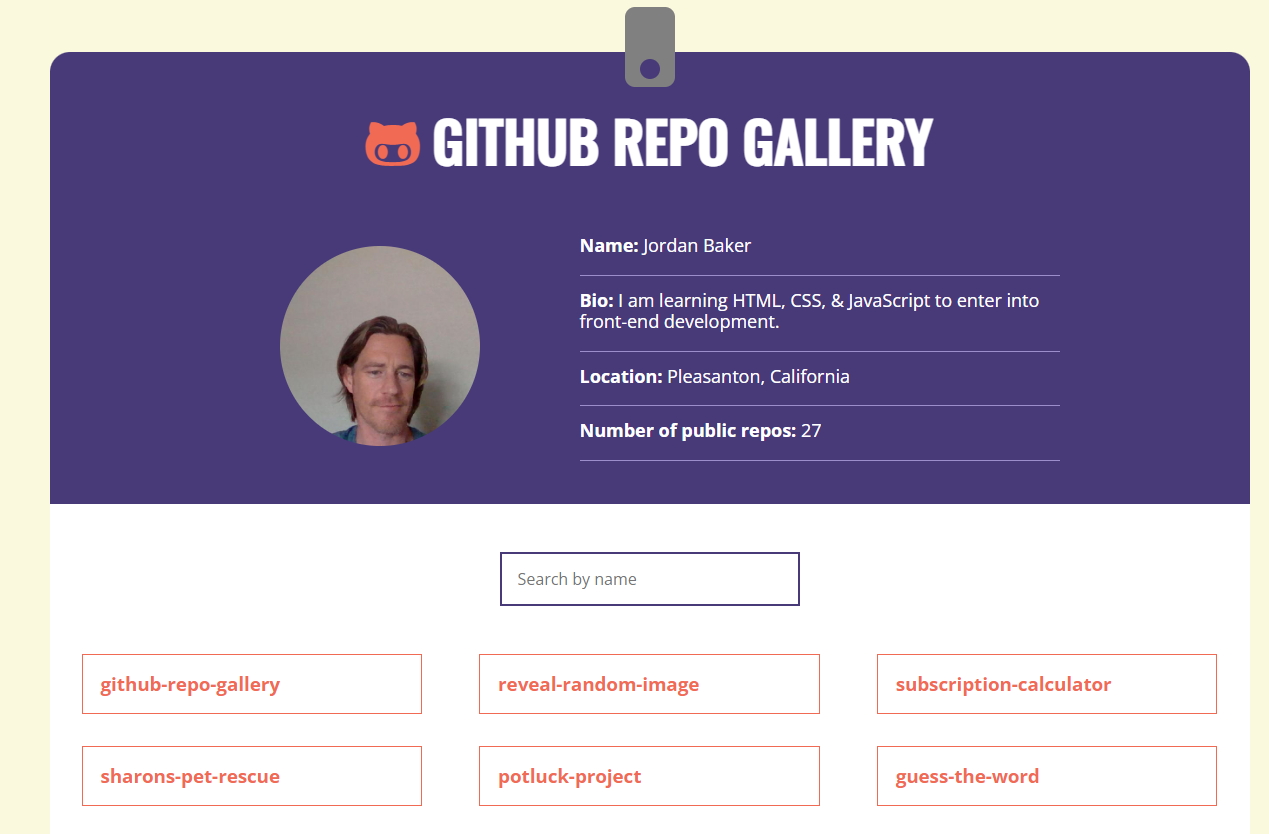 GITHUB REPO GALLERY
Name: Jordan Baker
Bio: I am learning HTML, CSS, & JavaScript to enter into
front-end development.
Location: Pleasanton, California
Number of public repos: 27
Search by name
github-repo-gallery
reveal-random-image
subscription-calculator
sharons-pet-rescue
potluck-project
guess-the-word